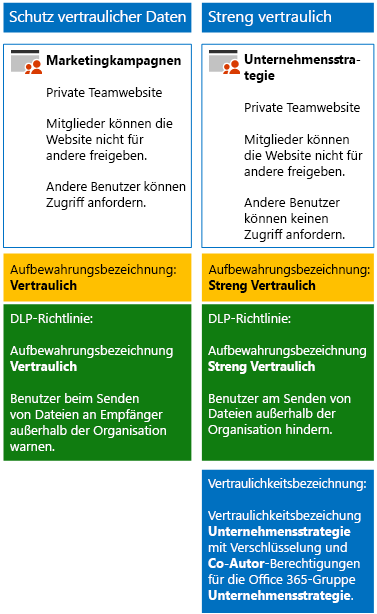 Schutz vertraulicher Daten
Marketingkampagnen
Private Teamwebsite
Mitglieder können die
Website nicht für
andere freigeben.
Andere Benutzer können
Zugriff anfordern.
Aufbewahrungsbezeichnung:
Vertraulich
DLP-Richtlinie:
Aufbewahrungsbezeichnung
Vertraulich
Benutzer beim Senden
von Dateien an Empfänger
außerhalb der Organisation
warnen.
Streng vertraulich
Unternehmensstra-
tegie
Private Teamwebsite
Mitglieder können
die Website nicht für
andere freigeben.
Andere Benutzer
können keinen
Zugriff anfordern.
Aufbewahrungsbezeichnung:
Streng Vertraulich
DLP-Richtlinie:
Aufbewahrungsbezeichnung
Streng Vertraulich
Benutzer am Senden von
Dateien außerhalb der
Organisation hindern.
Vertraulichkeitsbezeichnung:
Vertraulichkeitsbezeichung
Unternehmensstrategie
mit Verschlüsselung und
Co-Autor-Berechtigungen
für die Office 365-Gruppe
Unternehmensstrategie.